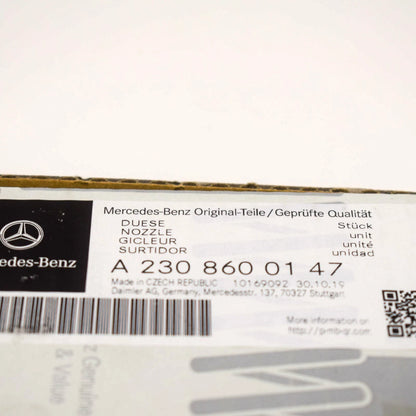 Mercedes-Benz Original-Teile/Geprüfte Qualität
DUESE Stück
NOZZLE unit
GICLEUR unité
SURTIDOR unidad
edes-Benz
A 230 860 01 47
Made in CZECH REPUBLIC 10169092 30.10.19
Daimler AG, Germany, Mercedesstr. 137, 70327 Stuttgart
More information on
Genuine
& Value